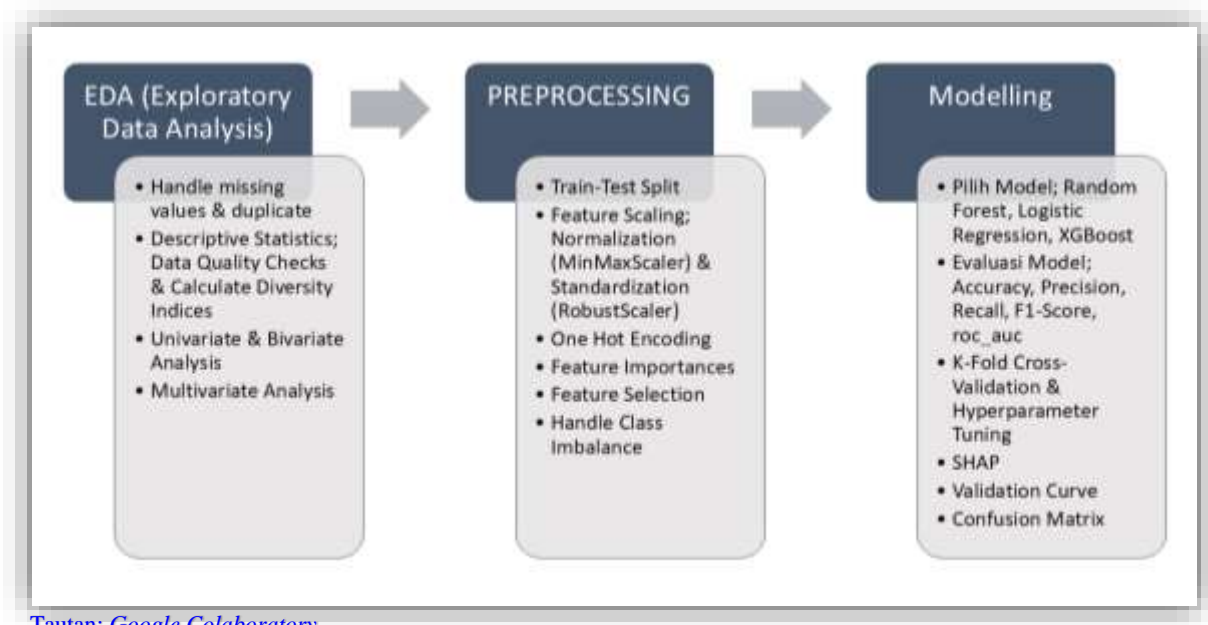 EDA (Exploratory
Data Analysis)
• Handle missing
values & duplicate
• Descriptive Statistics;
Data Quality Checks
& Calculate Diversity
Indices
• Univariate & Bivariate
Analysis
• Multivariate Analysis
PREPROCESSING
• Train-Test Split
• Feature Scaling;
Normalization
(MinMaxScaler) &
Standardization
(RobustScaler)
• One Hot Encoding
• Feature Importances
• Feature Selection
• Handle Class
Imbalance
Modelling
• Pilih Model; Random
Forest, Logistic
Regression, XGBoost
• Evaluasi Model;
Accuracy, Precision,
Recall, F1-Score,
roc_auc
• K-Fold Cross-
Validation &
Hyperparameter
Tuning
• SHAP
• Validation Curve
• Confusion Matrix
Tautan: Google Colaboratory